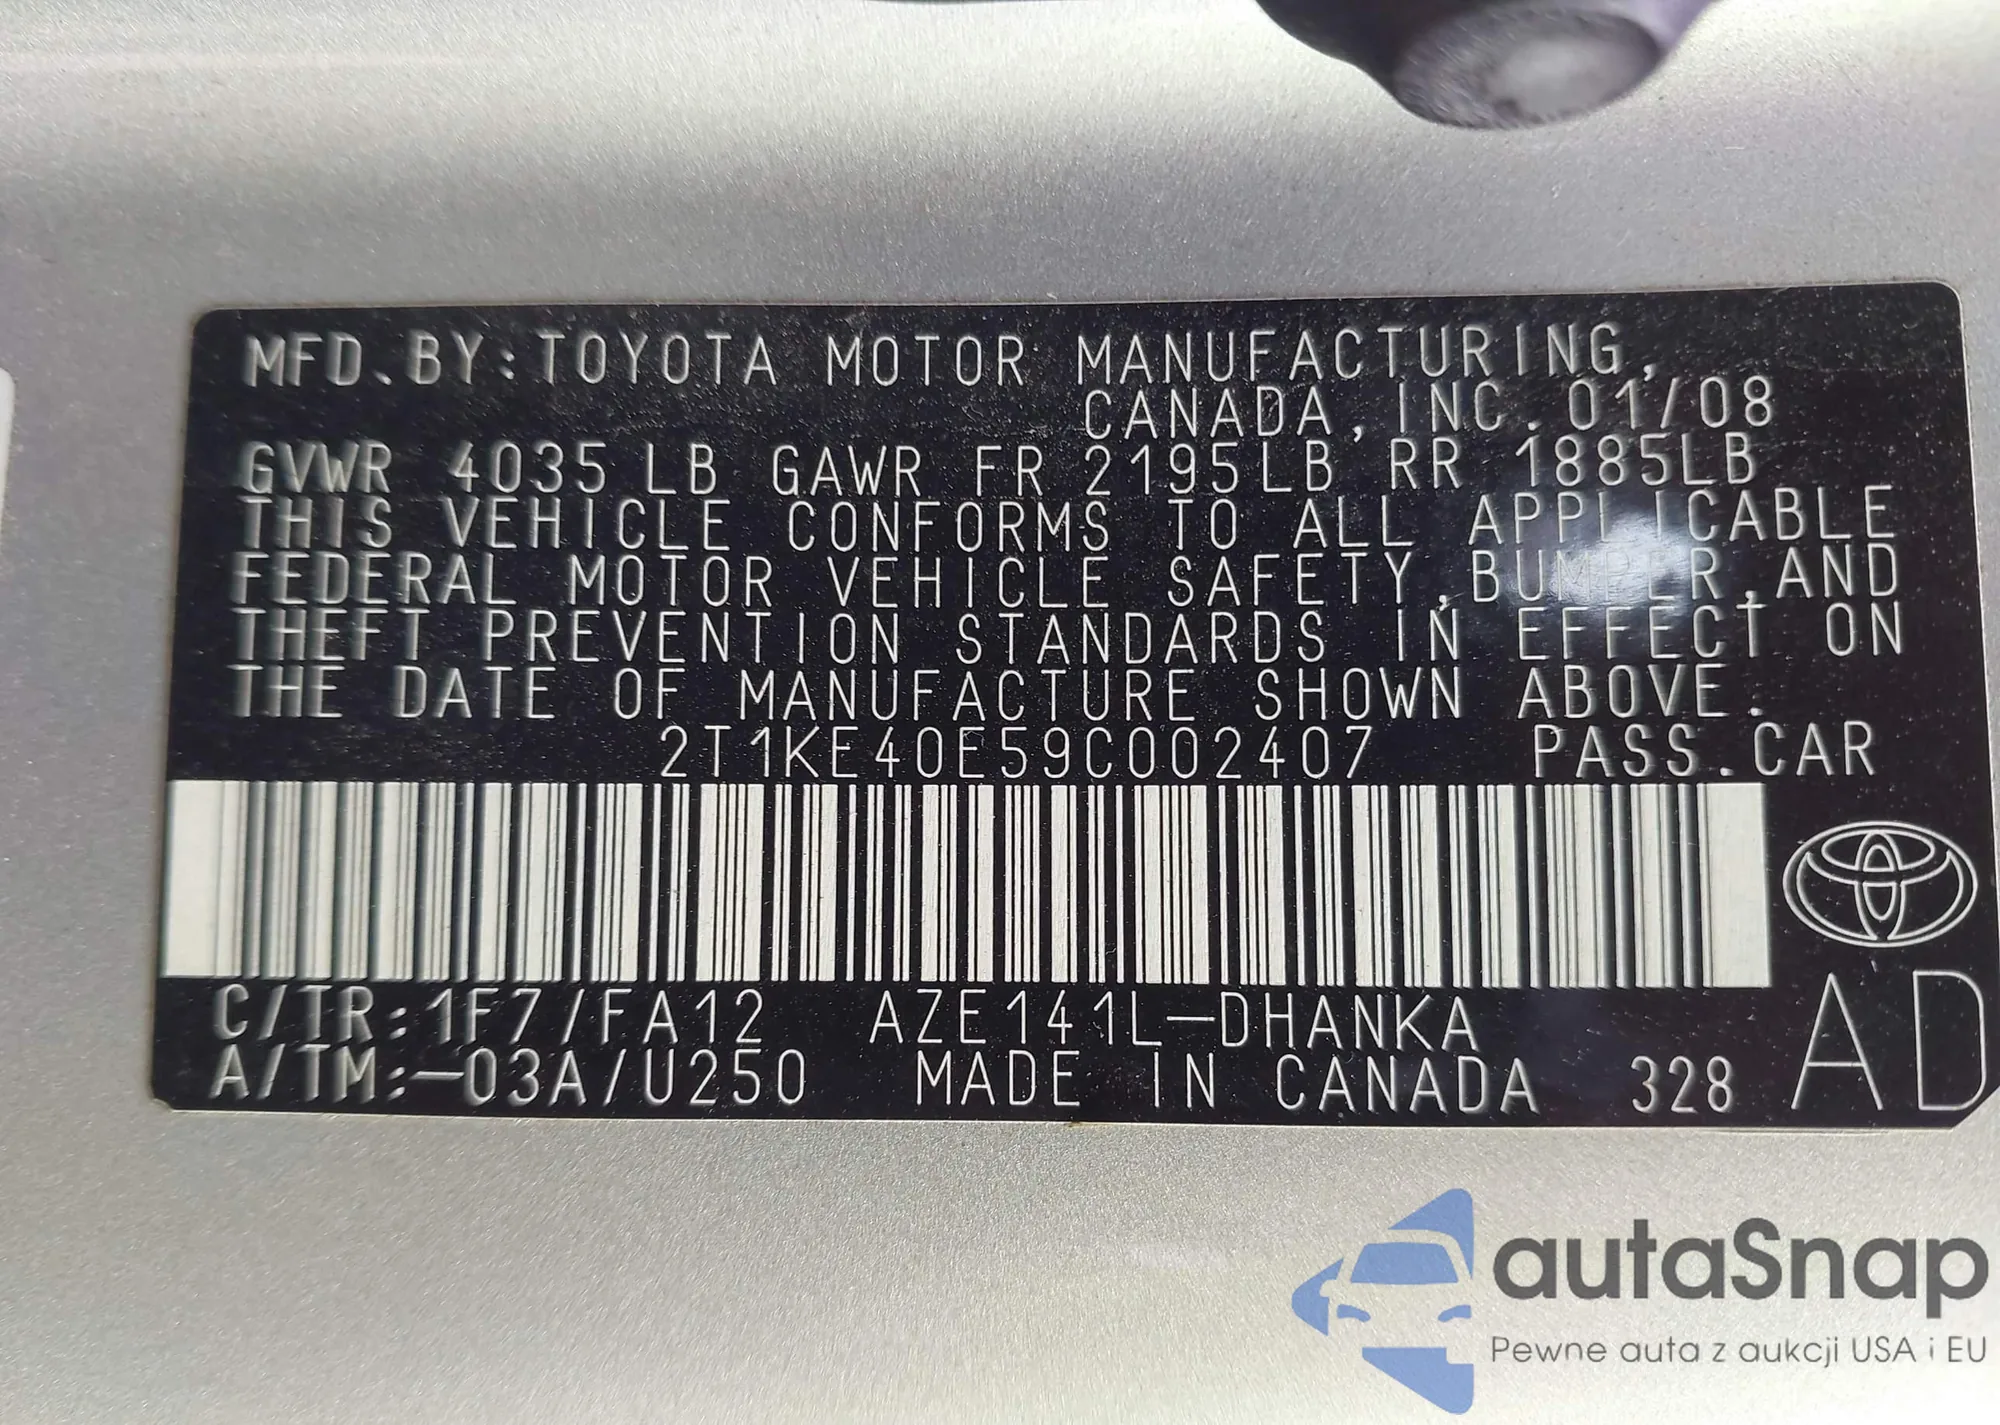 MFD.BY:TOYOTA MOTOR MANUFACTURING,
CANADA,INC.01/08
GVWR 4035LB GAWR FR 2195LB RR 1885LB
THIS VEHICLE CONFORMS TO ALL APPLICABLE
FEDERAL MOTOR VEHICLE SAFETY,BUMPER,AND
THEFT PREVENTION STANDARDS IN EFFECT ON
THE DATE OF MANUFACTURE SHOWN ABOVE.
2T1KE40E59C002407 PASS.CAR
C/TR:1F7/FA12 AZE141L-DHANKA
A/TM:-03A/U250 MADE IN CANADA 328 AD
autaSnap
Pewne auta z aukcji USA i EU